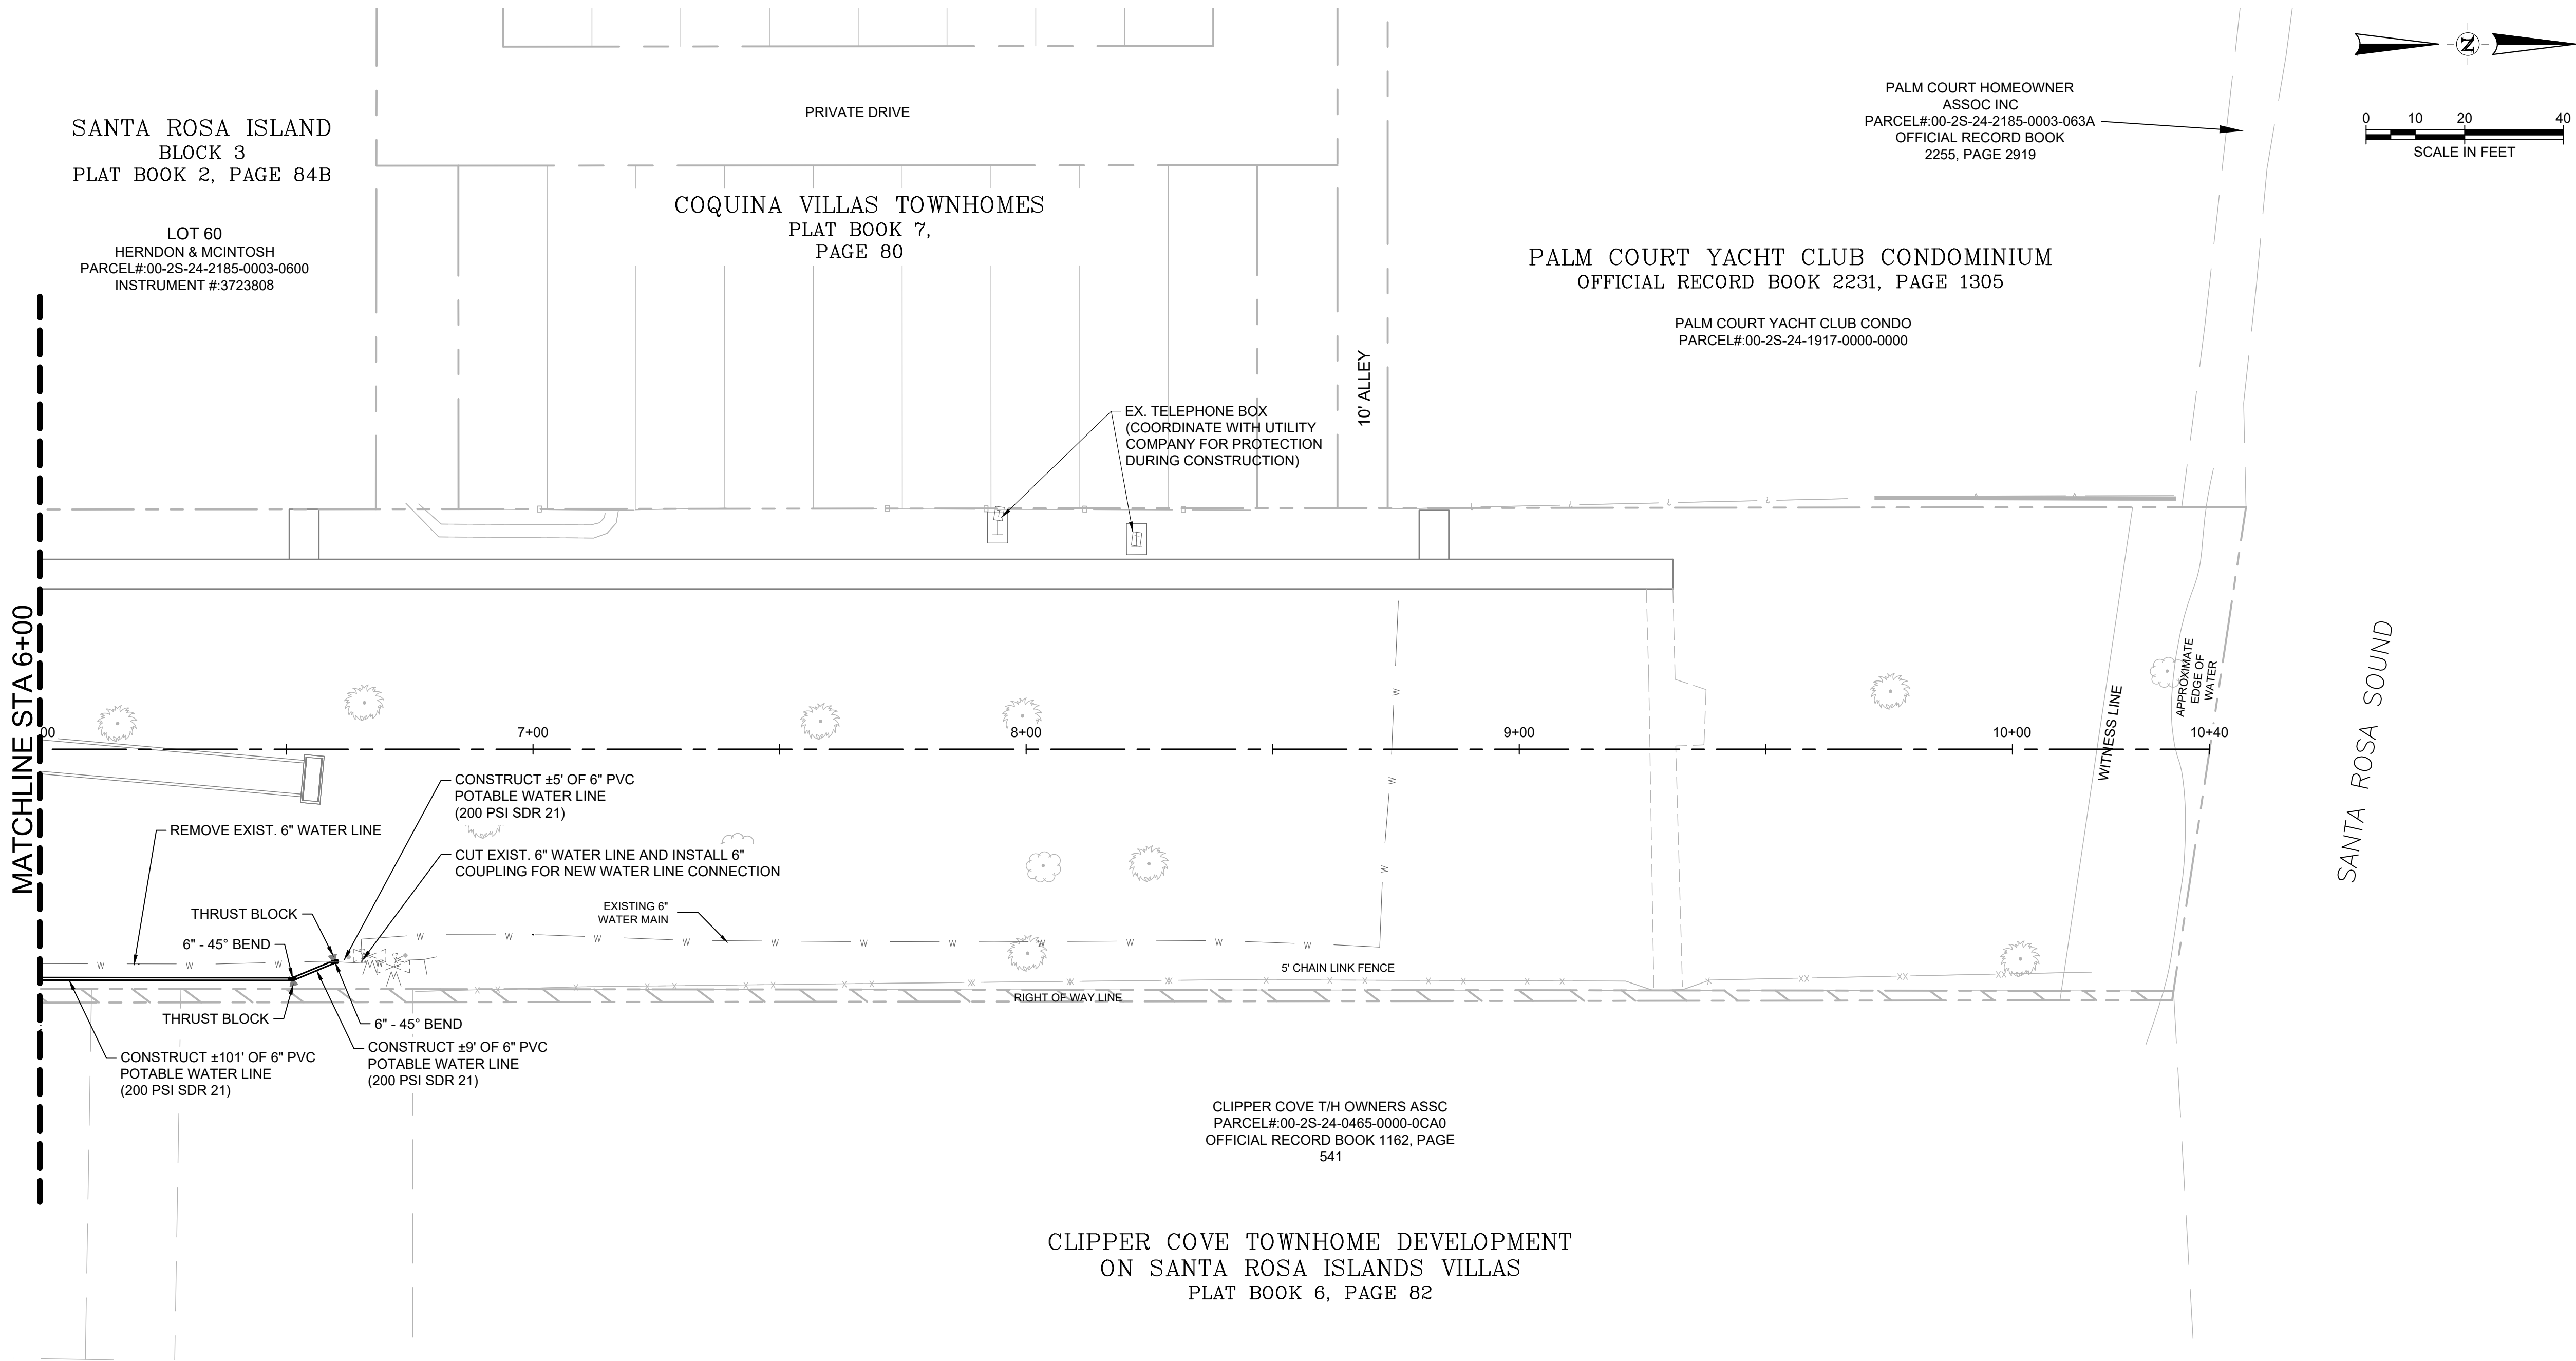 SANTA ROSA ISLAND
BLOCK 3
PLAT BOOK 2, PAGE 84B
LOT 60
HERNDON & MCINTOSH
PARCEL#:00-2S-24-2185-0003-0600
INSTRUMENT #:3723808
PRIVATE DRIVE
COQUINA VILLAS TOWNHOMES
PLAT BOOK 7,
PAGE 80
PALM COURT HOMEOWNER
ASSOC INC
PARCEL#:00-2S-24-2185-0003-063A
OFFICIAL RECORD BOOK
2255, PAGE 2919
N
0 10 20 40
SCALE IN FEET
PALM COURT YACHT CLUB CONDOMINIUM
OFFICIAL RECORD BOOK 2231, PAGE 1305
PALM COURT YACHT CLUB CONDO
PARCEL#:00-2S-24-1917-0000-0000
10' ALLEY
EX. TELEPHONE BOX
(COORDINATE WITH UTILITY
COMPANY FOR PROTECTION
DURING CONSTRUCTION)
MATCHLINE STA 6+00
00 7+00 8+00 9+00 10+00 10+40
WITNESS LINE
APPROXIMATE
EDGE OF
WATER
SANTA ROSA SOUND
CONSTRUCT ±5' OF 6" PVC
POTABLE WATER LINE
(200 PSI SDR 21)
REMOVE EXIST. 6" WATER LINE
CUT EXIST. 6" WATER LINE AND INSTALL 6"
COUPLING FOR NEW WATER LINE CONNECTION
THRUST BLOCK
6" - 45° BEND
EXISTING 6"
WATER MAIN
W W W W W W W W W W W W W W
W
W
W
5' CHAIN LINK FENCE
RIGHT OF WAY LINE
THRUST BLOCK
6" - 45° BEND
CONSTRUCT ±101' OF 6" PVC
POTABLE WATER LINE
(200 PSI SDR 21)
CONSTRUCT ±9' OF 6" PVC
POTABLE WATER LINE
(200 PSI SDR 21)
CLIPPER COVE T/H OWNERS ASSC
PARCEL#:00-2S-24-0465-0000-0CA0
OFFICIAL RECORD BOOK 1162, PAGE
541
CLIPPER COVE TOWNHOME DEVELOPMENT
ON SANTA ROSA ISLANDS VILLAS
PLAT BOOK 6, PAGE 82